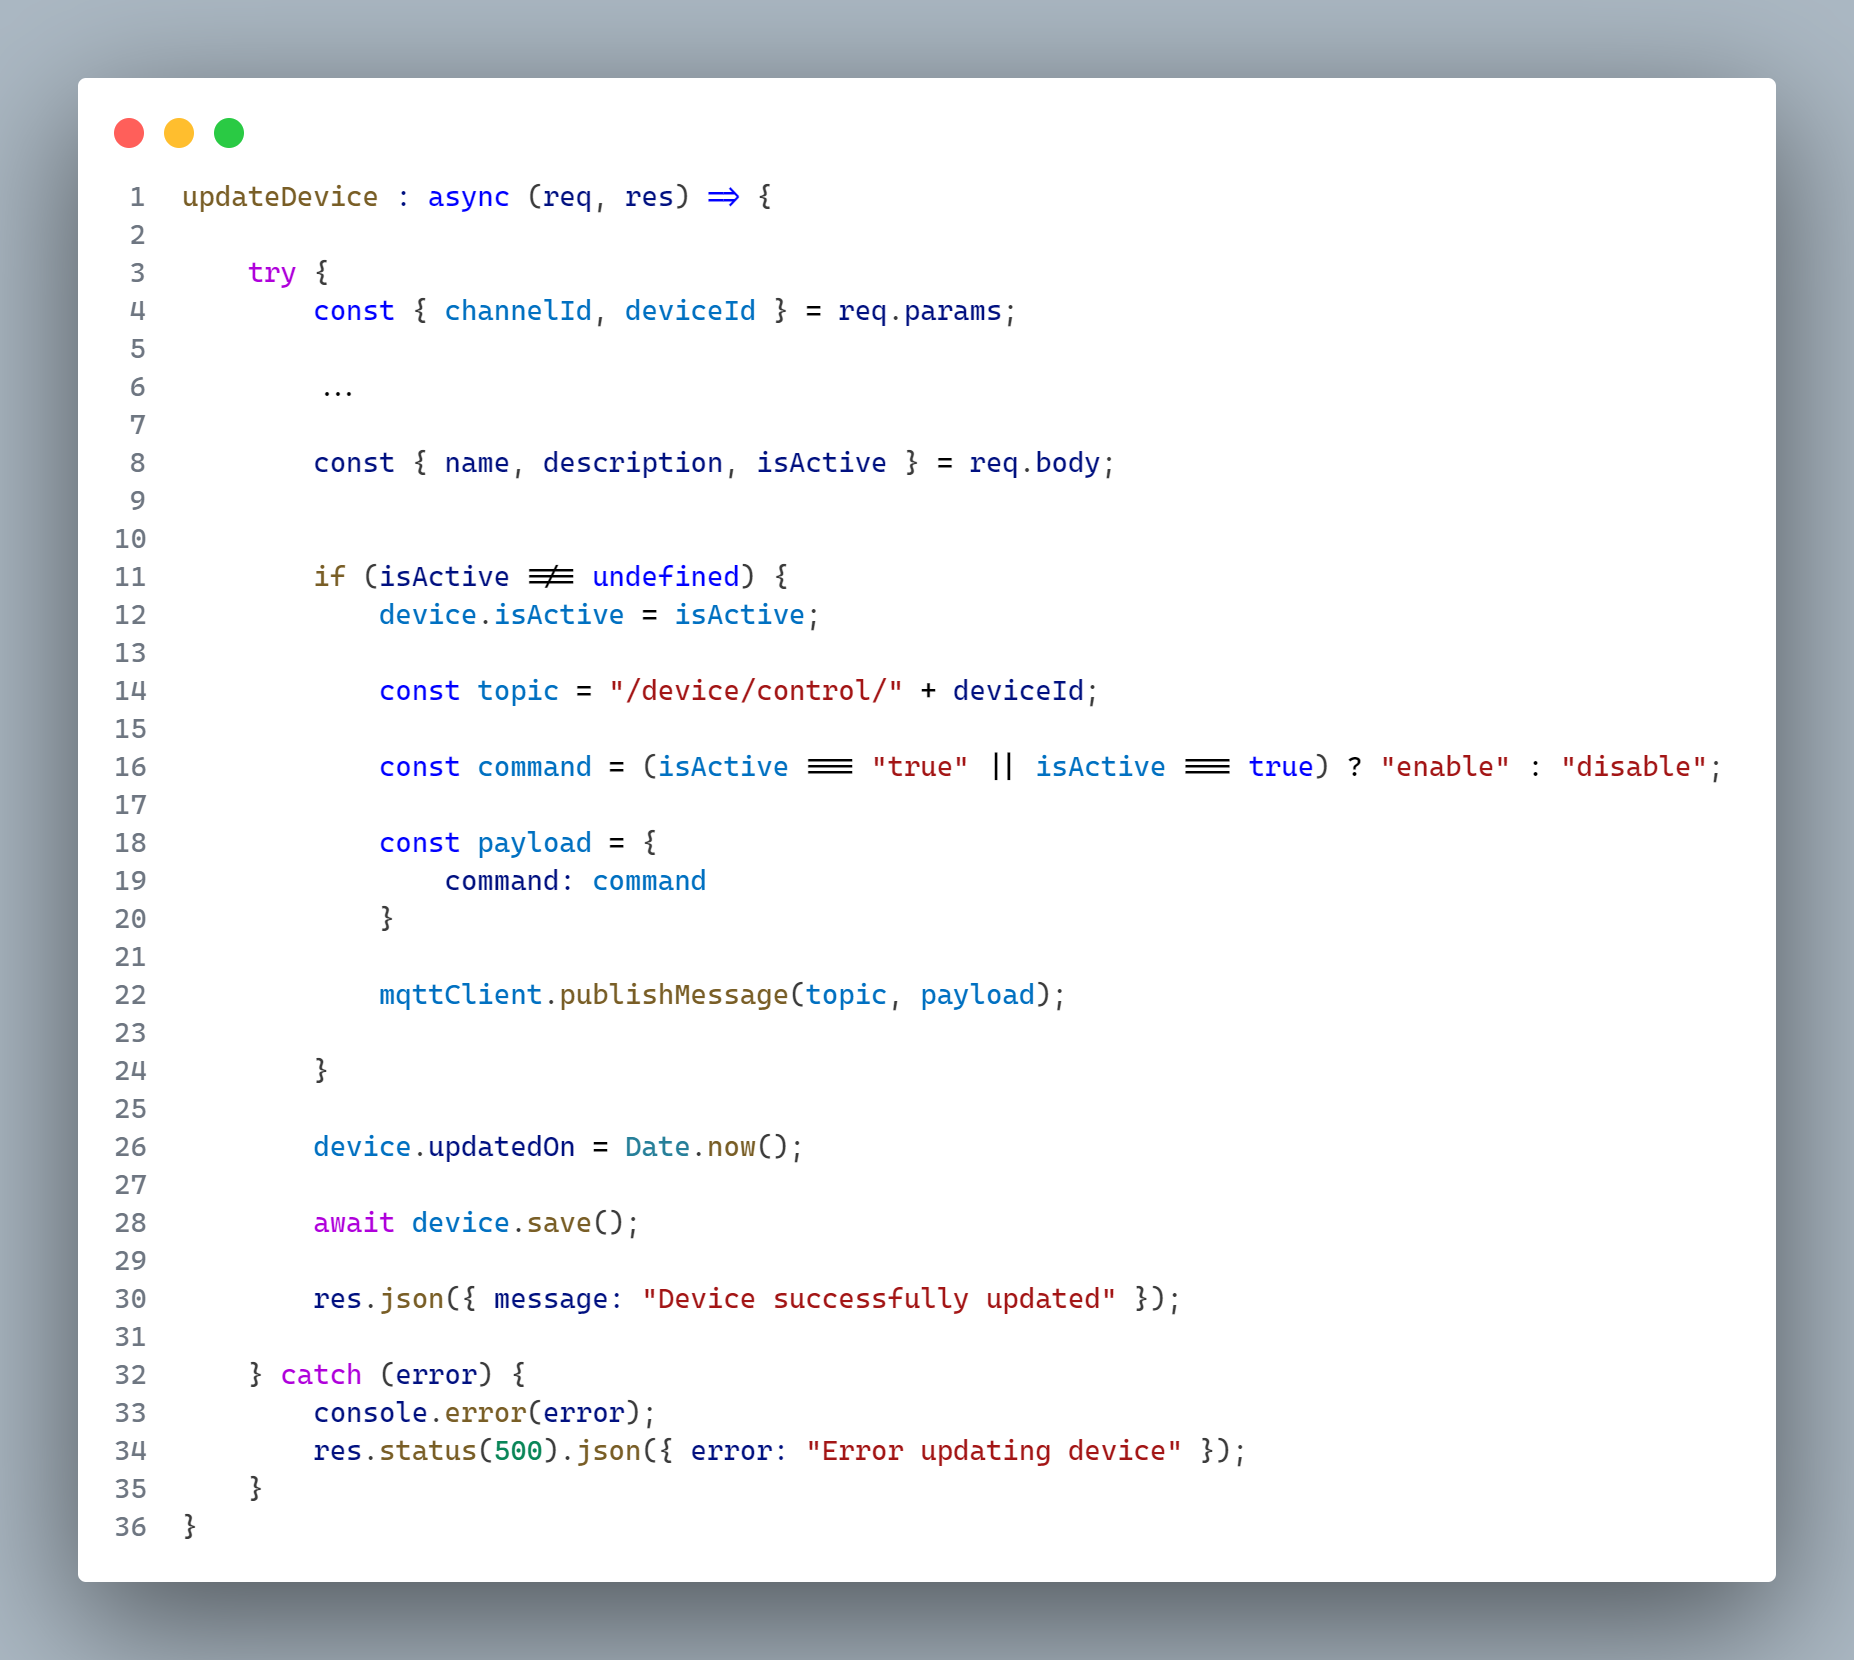 1 updateDevice : async (req, res) => {
2
3 try {
4 const { channelId, deviceId } = req.params;
5
6 ...
7
8 const { name, description, isActive } = req.body;
9
10
11 if (isActive !== undefined) {
12 device.isActive = isActive;
13
14 const topic = "/device/control/" + deviceId;
15
16 const command = (isActive === "true" || isActive === true) ? "enable" : "disable";
17
18 const payload = {
19 command: command
20 }
21
22 mqttClient.publishMessage(topic, payload);
23
24 }
25
26 device.updatedOn = Date.now();
27
28 await device.save();
29
30 res.json({ message: "Device successfully updated" });
31
32 } catch (error) {
33 console.error(error);
34 res.status(500).json({ error: "Error updating device" });
35 }
36 }